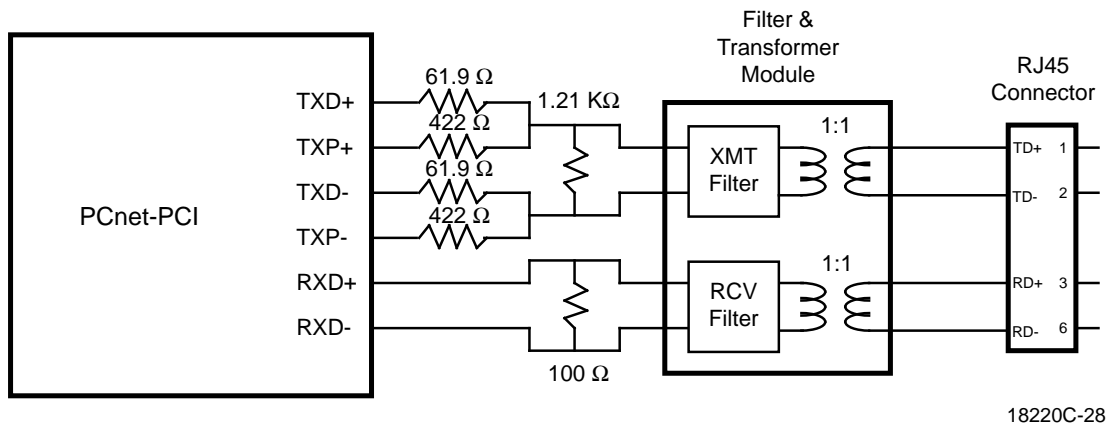 Filter &
Transformer
Module
RJ45
Connector
PCnet-PCI
TXD+
TXP+
TXD-
TXP-
RXD+
RXD-
61.9 Ω
422 Ω
61.9 Ω
422 Ω
1.21 KΩ
100 Ω
XMT
Filter
1:1
RCV
Filter
1:1
TD+ 1
TD- 2
RD+ 3
RD- 6
18220C-28